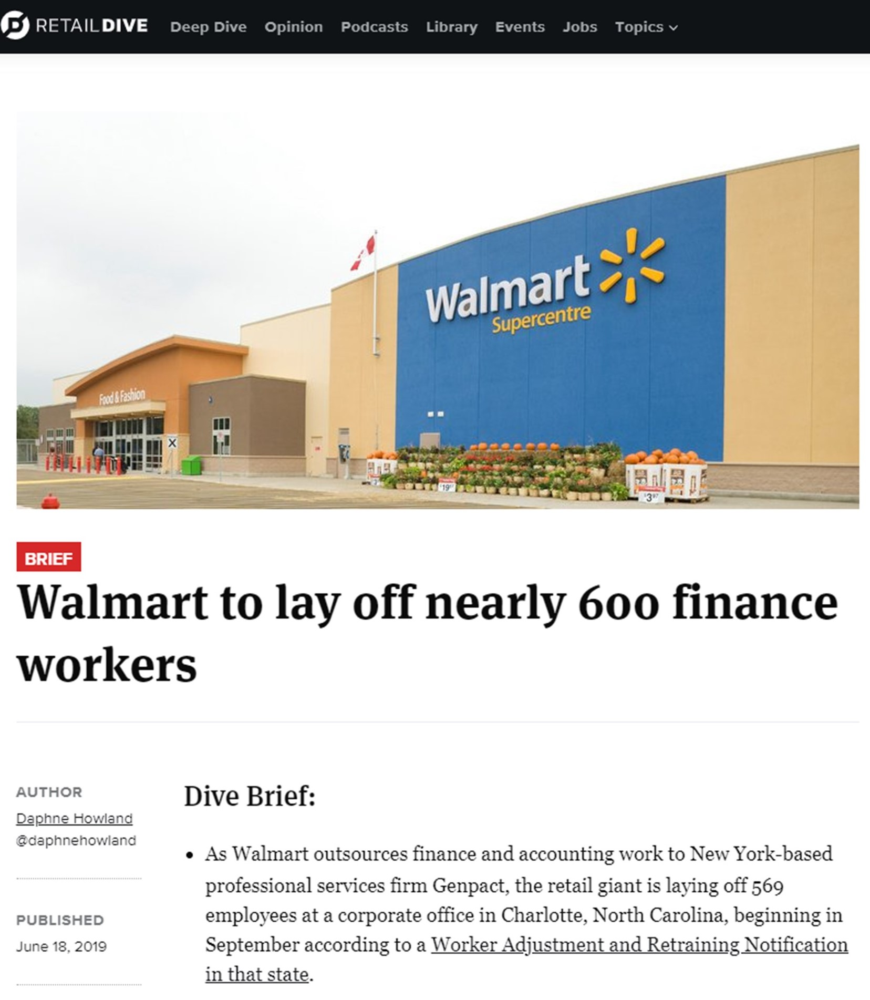 RETAILDIVE Deep Dive Opinion Podcasts Library Events Jobs Topics
Walmart
Supercentre
Food & Fashion
X
19
$3.97
BRIEF
Walmart to lay off nearly 600 finance
workers
AUTHOR
Daphne Howland
@daphnehowland
PUBLISHED
June 18, 2019
Dive Brief:
• As Walmart outsources finance and accounting work to New York-based
professional services firm Genpact, the retail giant is laying off 569
employees at a corporate office in Charlotte, North Carolina, beginning in
September according to a Worker Adjustment and Retraining Notification
in that state.